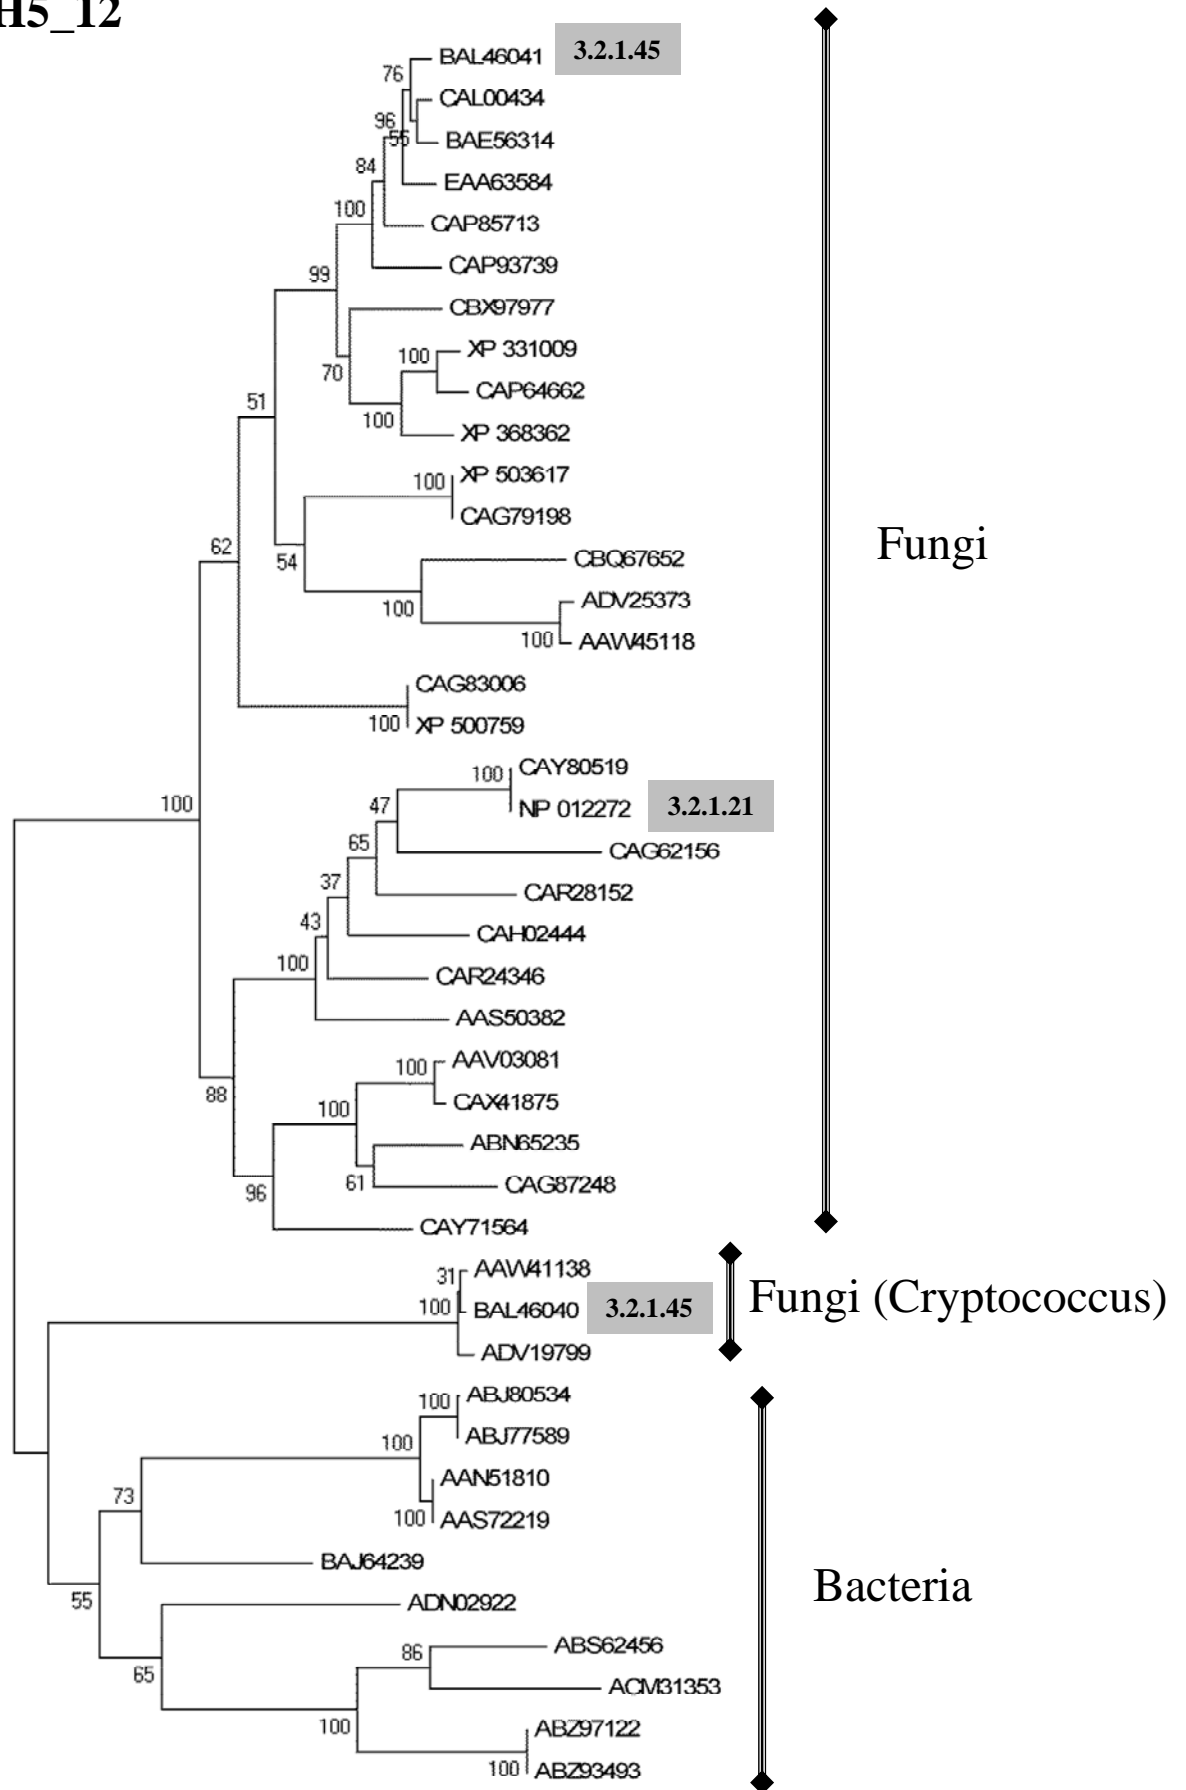 H5_12
BAL46041 3.2.1.45
76
CAL00434
96
55
BAE56314
84
EAA63584
100
CAP85713
CAP93739
99
CBX97977
XP 331009
100
70
CAP64662
51
100
XP 368362
XP 503617
100
CAG79198
Fungi
62
54
CBQ67652
ADV25373
100
100
AAW45118
CAG83006
100
XP 500759
CAY80519
100
100
47
NP 012272 3.2.1.21
65
CAG62156
37
CAR28152
43
CAH02444
100
CAR24346
AAS50382
AAV03081
100
88
CAX41875
100
ABN65235
61
CAG87248
96
CAY71564
AAW41138
31
100
BAL46040 3.2.1.45
Fungi (Cryptococcus)
ADV19799
ABJ80534
100
ABJ77589
100
AAN51810
73
100
AAS72219
BAJ64239
Bacteria
55
ADN02922
ABS62456
86
65
ACM31353
100
ABZ97122
100
ABZ93493